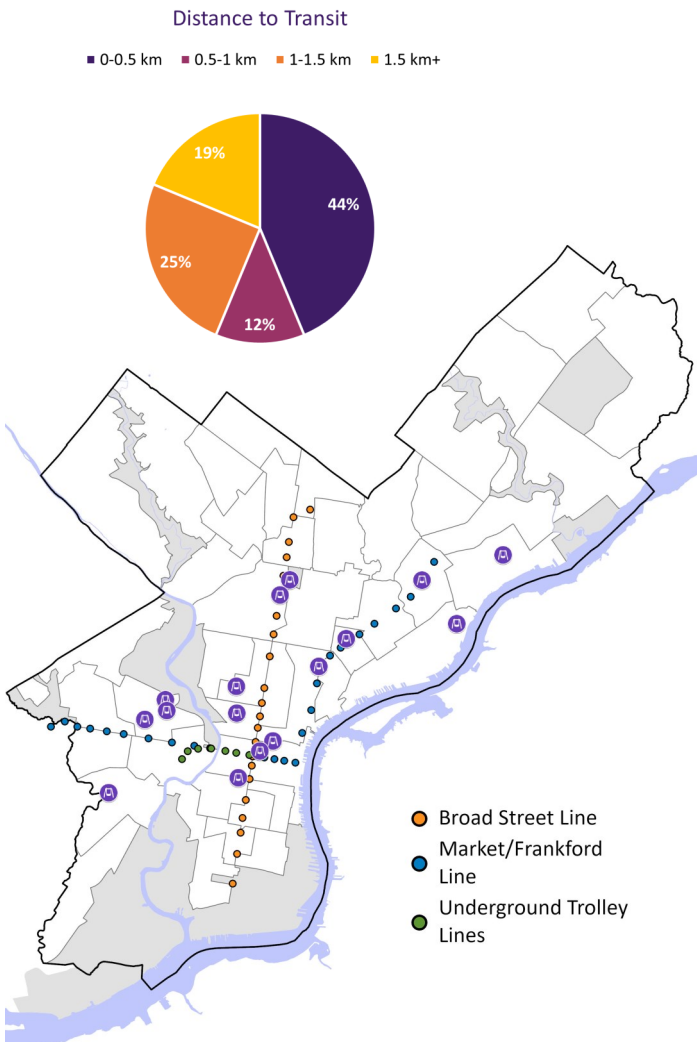 Distance to Transit
0-0.5 km 0.5-1 km 1-1.5 km 1.5 km+
19%
44%
25%
12%
Broad Street Line
Market/Frankford
Line
Underground Trolley
Lines